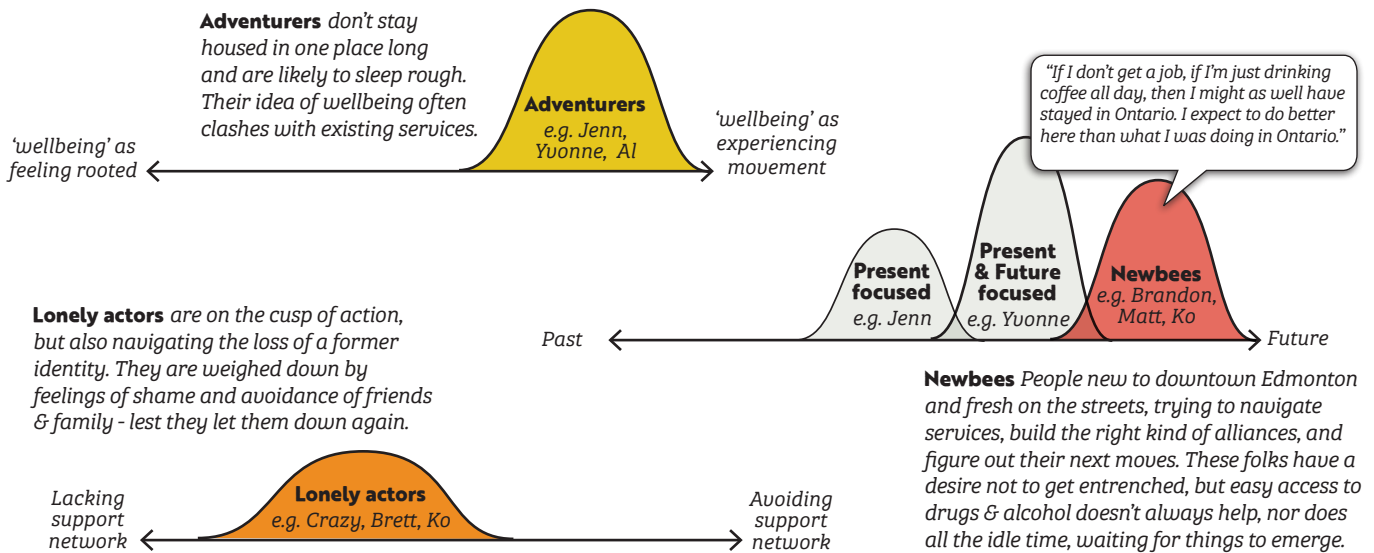 Adventurers don’t stay
housed in one place long
and are likely to sleep rough.
Their idea of wellbeing often
clashes with existing services.
‘wellbeing’ as
feeling rooted
Adventurers
e.g. Jenn,
Yvonne, Al
‘wellbeing’ as
experiencing
movement
“If I don’t get a job, if I’m just drinking
coffee all day, then I might as well have
stayed in Ontario. I expect to do better
here than what I was doing in Ontario.”
Past
Present
focused
e.g. Jenn
Present
& Future
focused
e.g. Yvonne
Newbees
e.g. Brandon,
Matt, Ko
Future
Lonely actors are on the cusp of action,
but also navigating the loss of a former
identity. They are weighed down by
feelings of shame and avoidance of friends
& family - lest they let them down again.
Lacking
support
network
Lonely actors
e.g. Crazy, Brett, Ko
Avoiding
support
network
Newbees People new to downtown Edmonton
and fresh on the streets, trying to navigate
services, build the right kind of alliances, and
figure out their next moves. These folks have a
desire not to get entrenched, but easy access to
drugs & alcohol doesn’t always help, nor does
all the idle time, waiting for things to emerge.